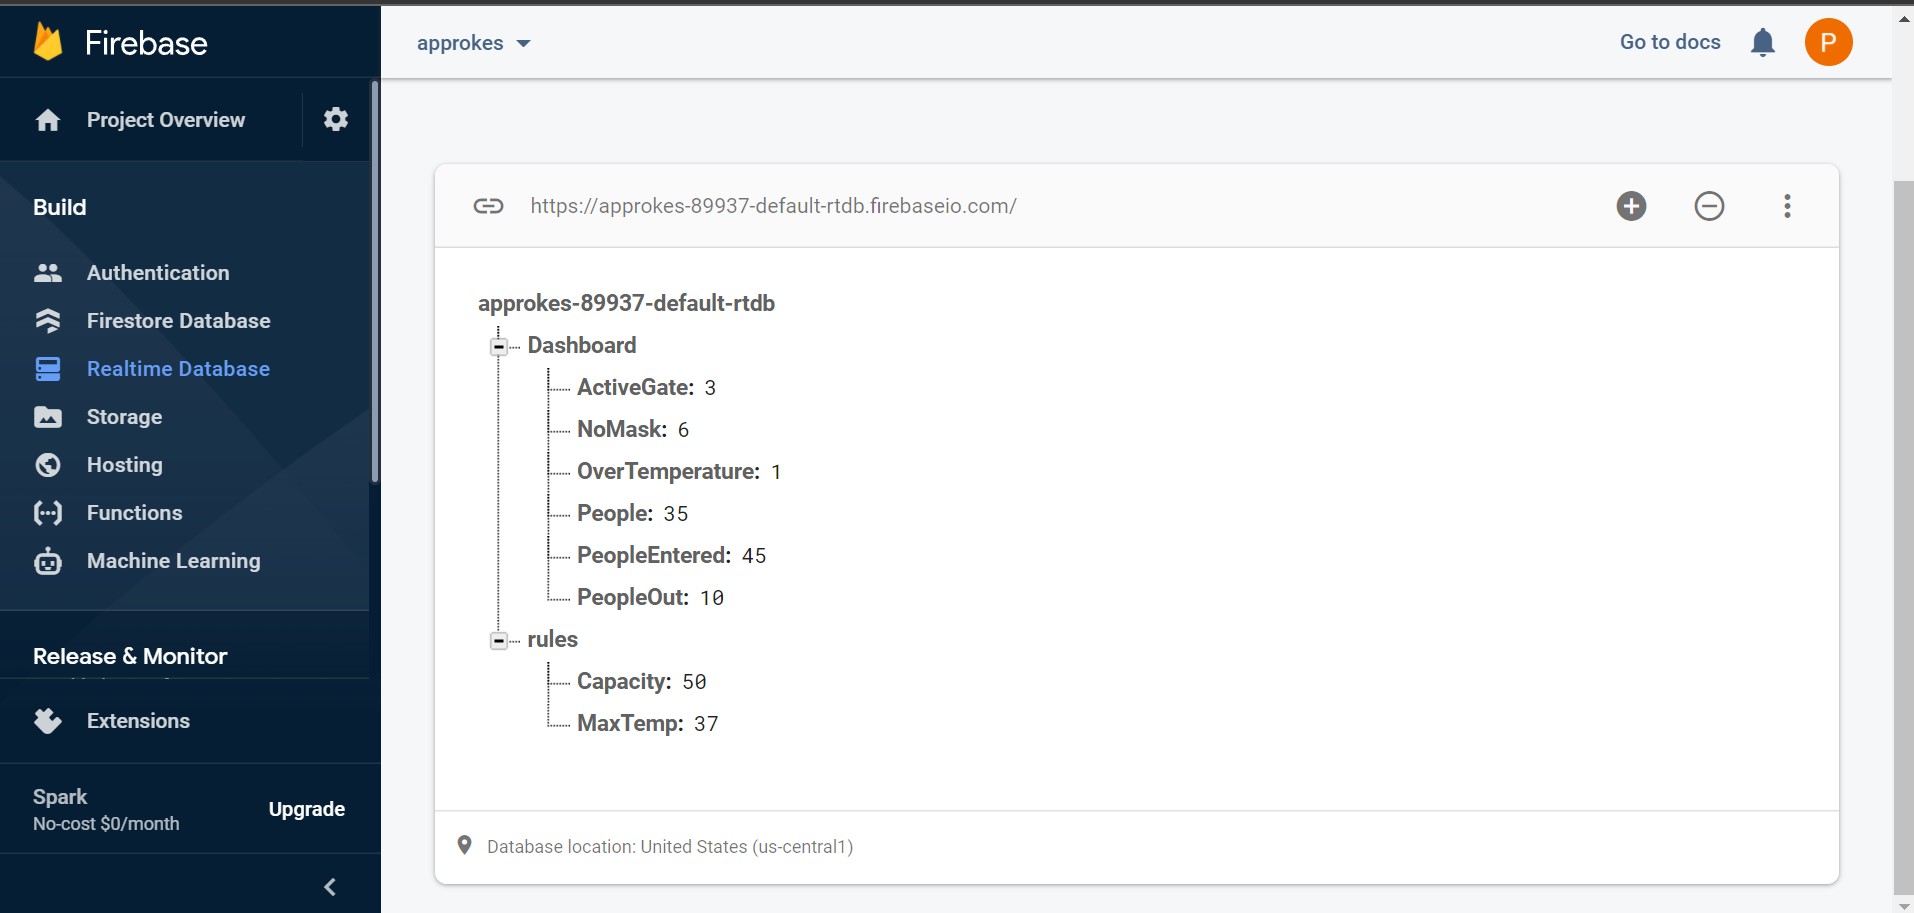 Firebase
approkes
Go to docs
P
Project Overview
Build
Authentication
Firestore Database
Realtime Database
Storage
Hosting
Functions
Machine Learning
Release & Monitor
Extensions
Spark
No-cost $0/month
Upgrade
https://approkes-89937-default-rtdb.firebaseio.com/
approkes-89937-default-rtdb
Dashboard
ActiveGate: 3
NoMask: 6
OverTemperature: 1
People: 35
PeopleEntered: 45
PeopleOut: 10
rules
Capacity: 50
MaxTemp: 37
Database location: United States (us-central1)